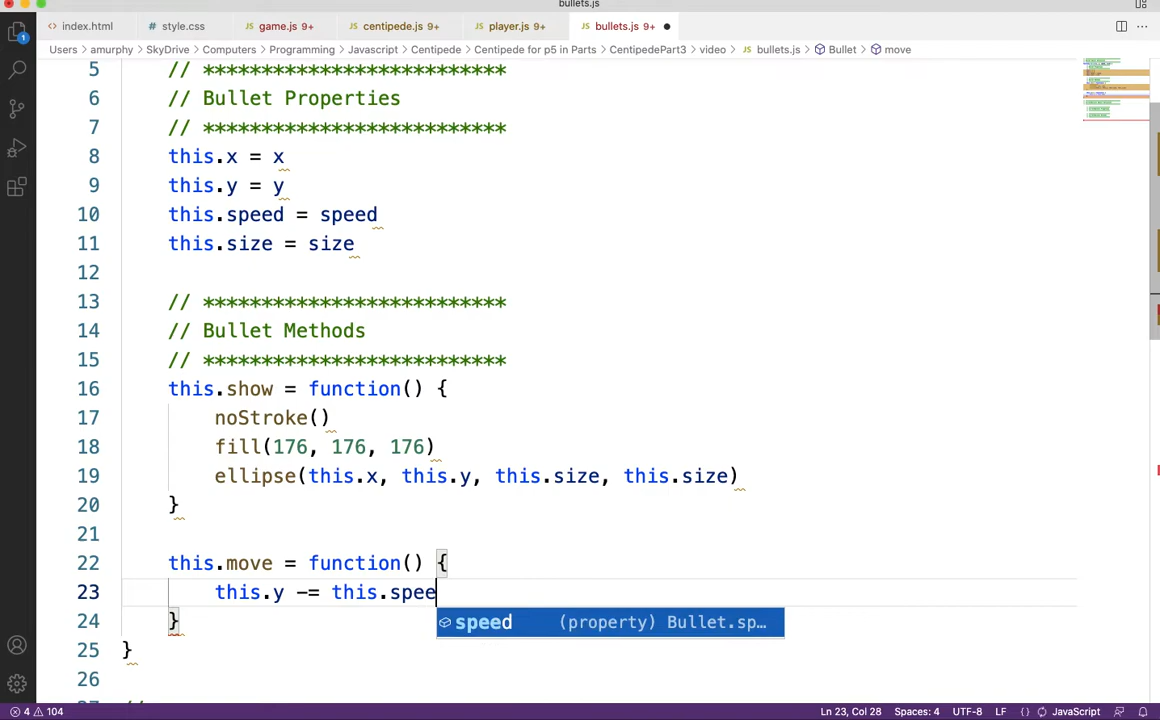 bullets.js
index.html
style.css
game.js 9+
centipede.js 9+
player.js 9+
bullets.js 9+
Users > amurphy > SkyDrive > Computers > Programming > Javascript > Centipede > Centipede for p5 in Parts > CentipedePart3 > video > bullets.js > Bullet > move
5 // **************************
6 // Bullet Properties
7 // **************************
8 this.x = x
9 this.y = y
10 this.speed = speed
11 this.size = size
12
13 // **************************
14 // Bullet Methods
15 // **************************
16 this.show = function() {
17 noStroke()
18 fill(176, 176, 176)
19 ellipse(this.x, this.y, this.size, this.size)
20 }
21
22 this.move = function() {
23 this.y -= this.spee
speed (property) Bullet.sp…
24 }
25 }
26
4 104 Ln 23, Col 28 Spaces: 4 UTF-8 LF {} JavaScript